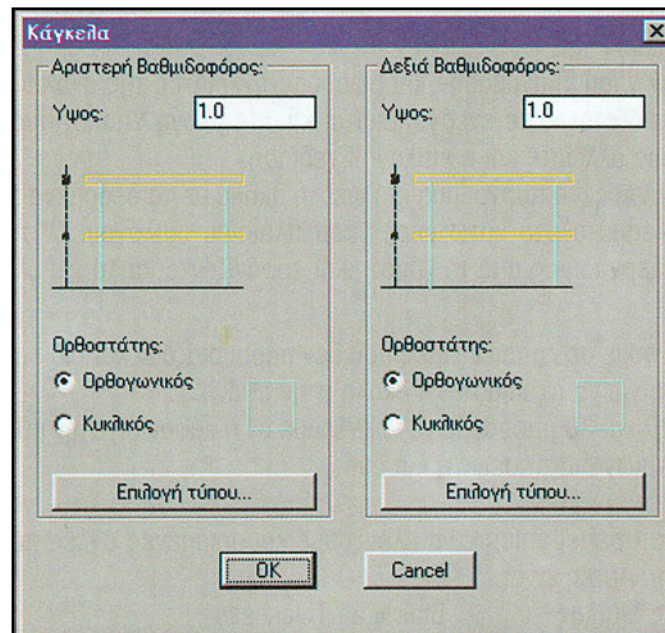 Κάγκελα
Αριστερή Βαθμιδοφόρος:
Υψος: 1.0
Ορθοστάτης:
Ορθογωνικός
Κυκλικός
Επιλογή τύπου...
Δεξιά Βαθμιδοφόρος:
Υψος: 1.0
Ορθοστάτης:
Ορθογωνικός
Κυκλικός
Επιλογή τύπου...
OK
Cancel